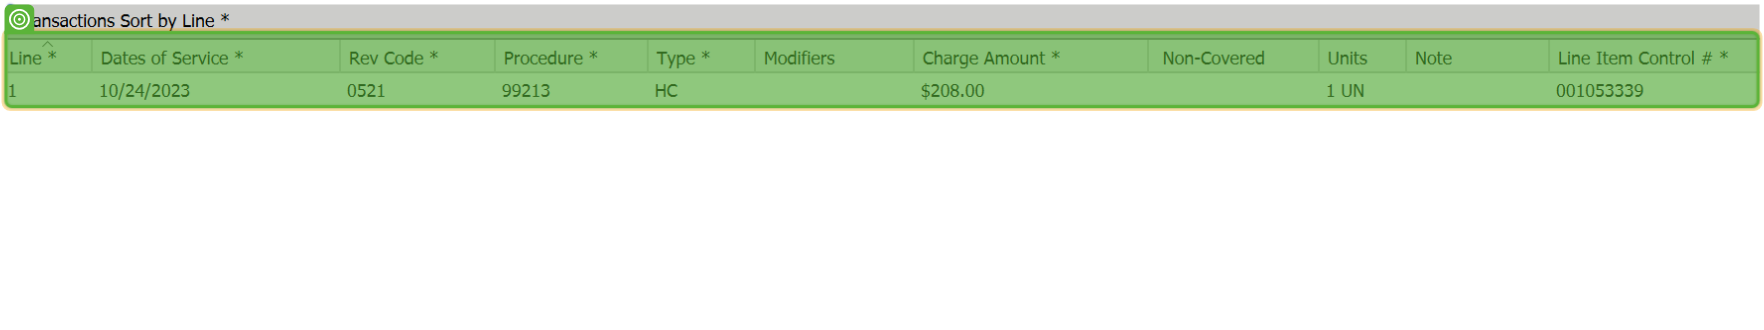 ansactions Sort by Line *
Line * Dates of Service * Rev Code * Procedure * Type * Modifiers Charge Amount * Non-Covered Units Note Line Item Control # *
1 10/24/2023 0521 99213 HC $208.00 1 UN 001053339